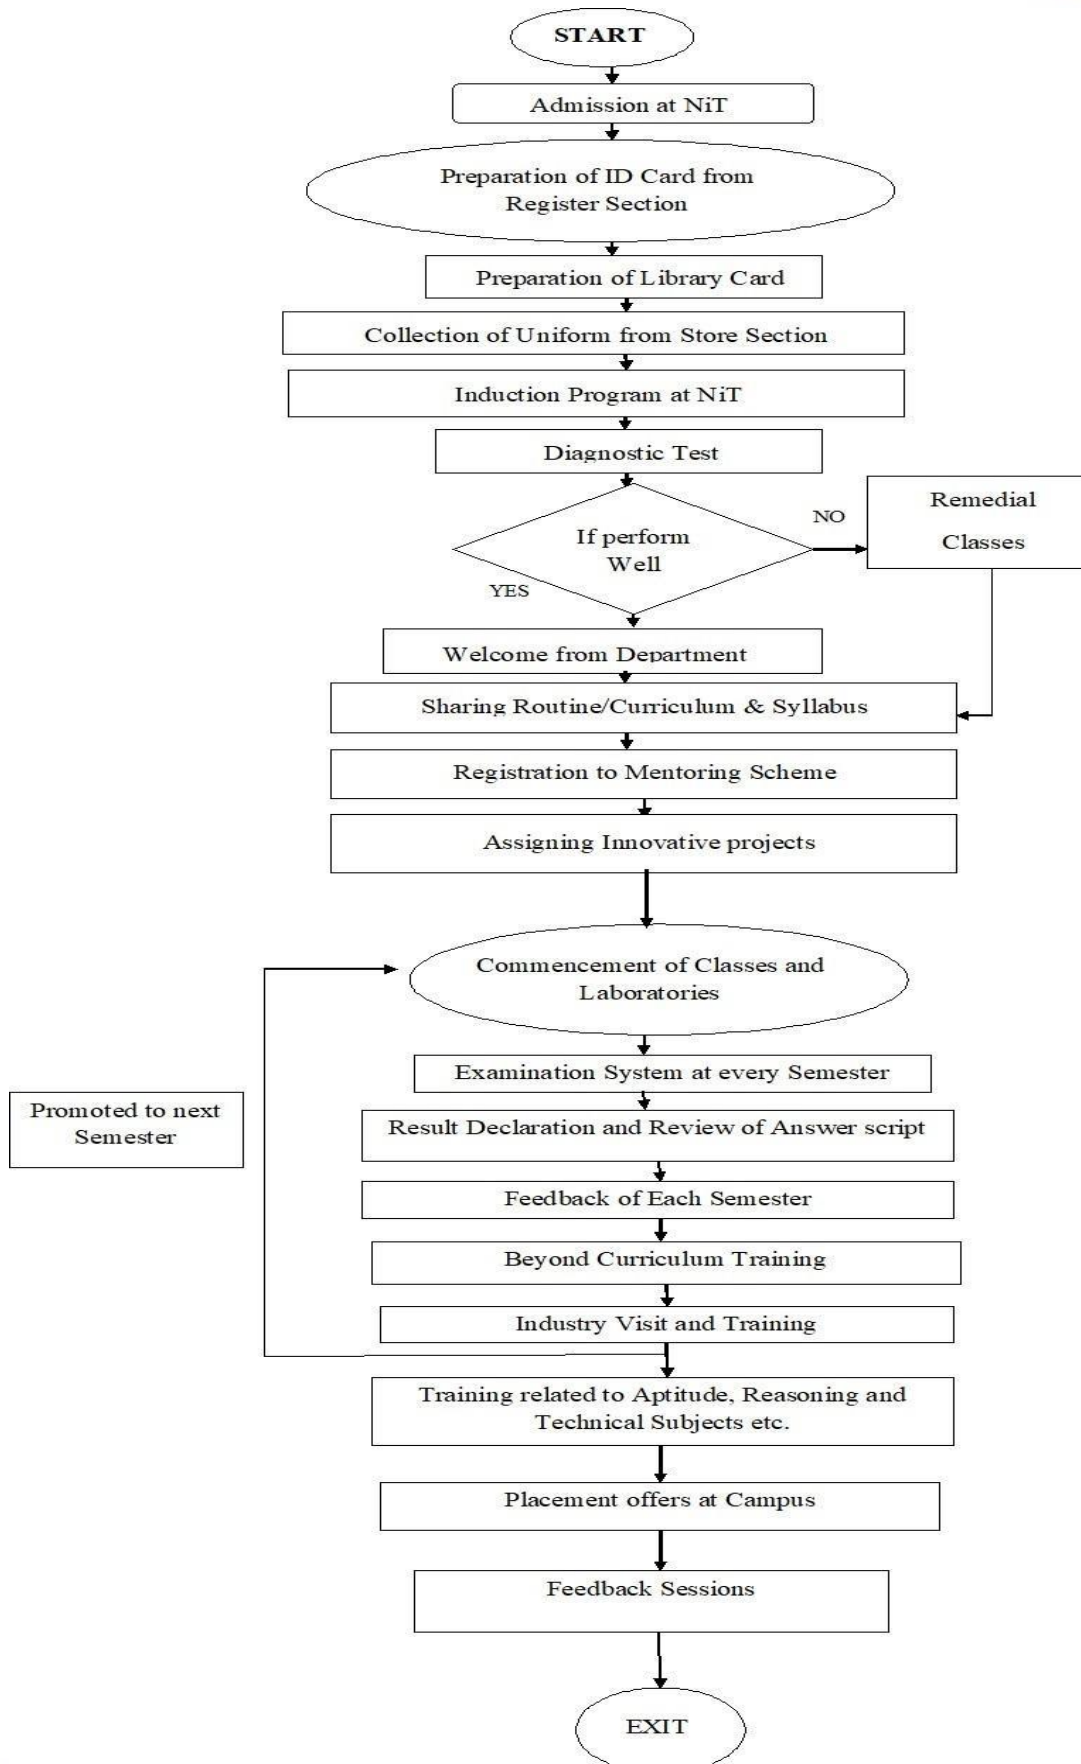 START
Admission at NiT
Preparation of ID Card from
Register Section
Preparation of Library Card
Collection of Uniform from Store Section
Induction Program at NiT
Diagnostic Test
If perform
Well
NO
Remedial
Classes
YES
Welcome from Department
Sharing Routine/Curriculum & Syllabus
Registration to Mentoring Scheme
Assigning Innovative projects
Commencement of Classes and
Laboratories
Examination System at every Semester
Promoted to next
Semester
Result Declaration and Review of Answer script
Feedback of Each Semester
Beyond Curriculum Training
Industry Visit and Training
Training related to Aptitude, Reasoning and
Technical Subjects etc.
Placement offers at Campus
Feedback Sessions
EXIT